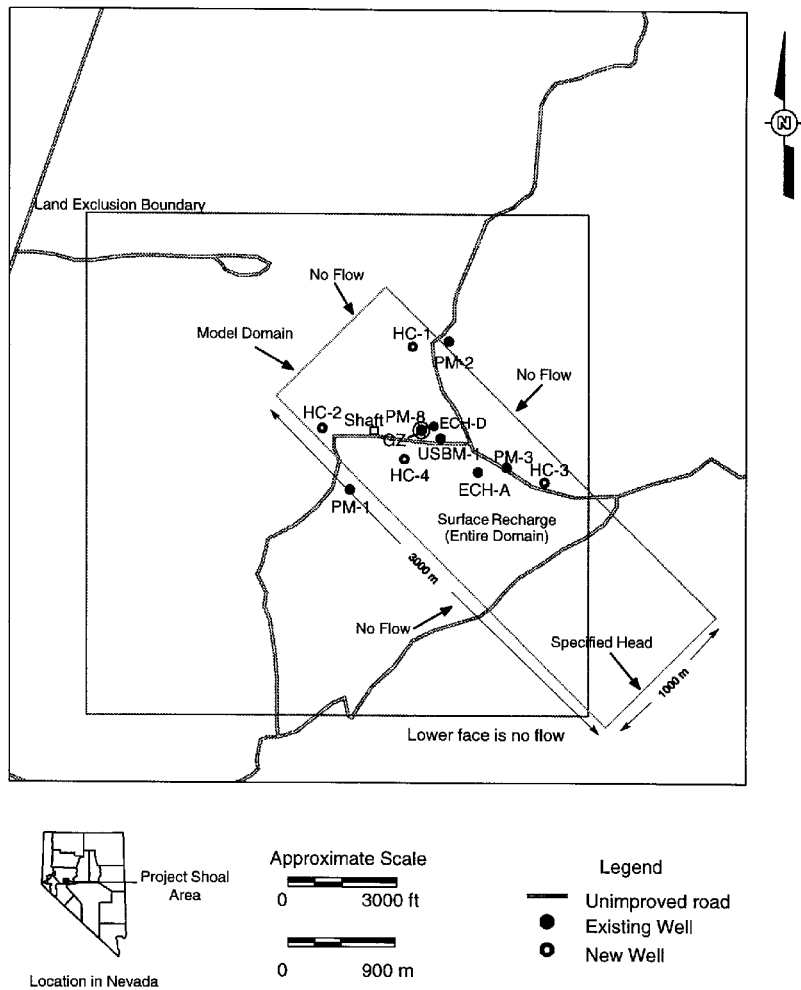 N
Land Exclusion Boundary
No Flow
Model Domain
HC-1
PM-2
No Flow
HC-2
Shaft
PM-8
ECH-D
GZ
USBM-1
PM-3
HC-4
HC-3
ECH-A
PM-1
Surface Recharge
(Entire Domain)
3000 m
No Flow
Specified Head
1000 m
Lower face is no flow
Project Shoal
Area
Location in Nevada
Approximate Scale
0 3000 ft
0 900 m
Legend
Unimproved road
Existing Well
New Well